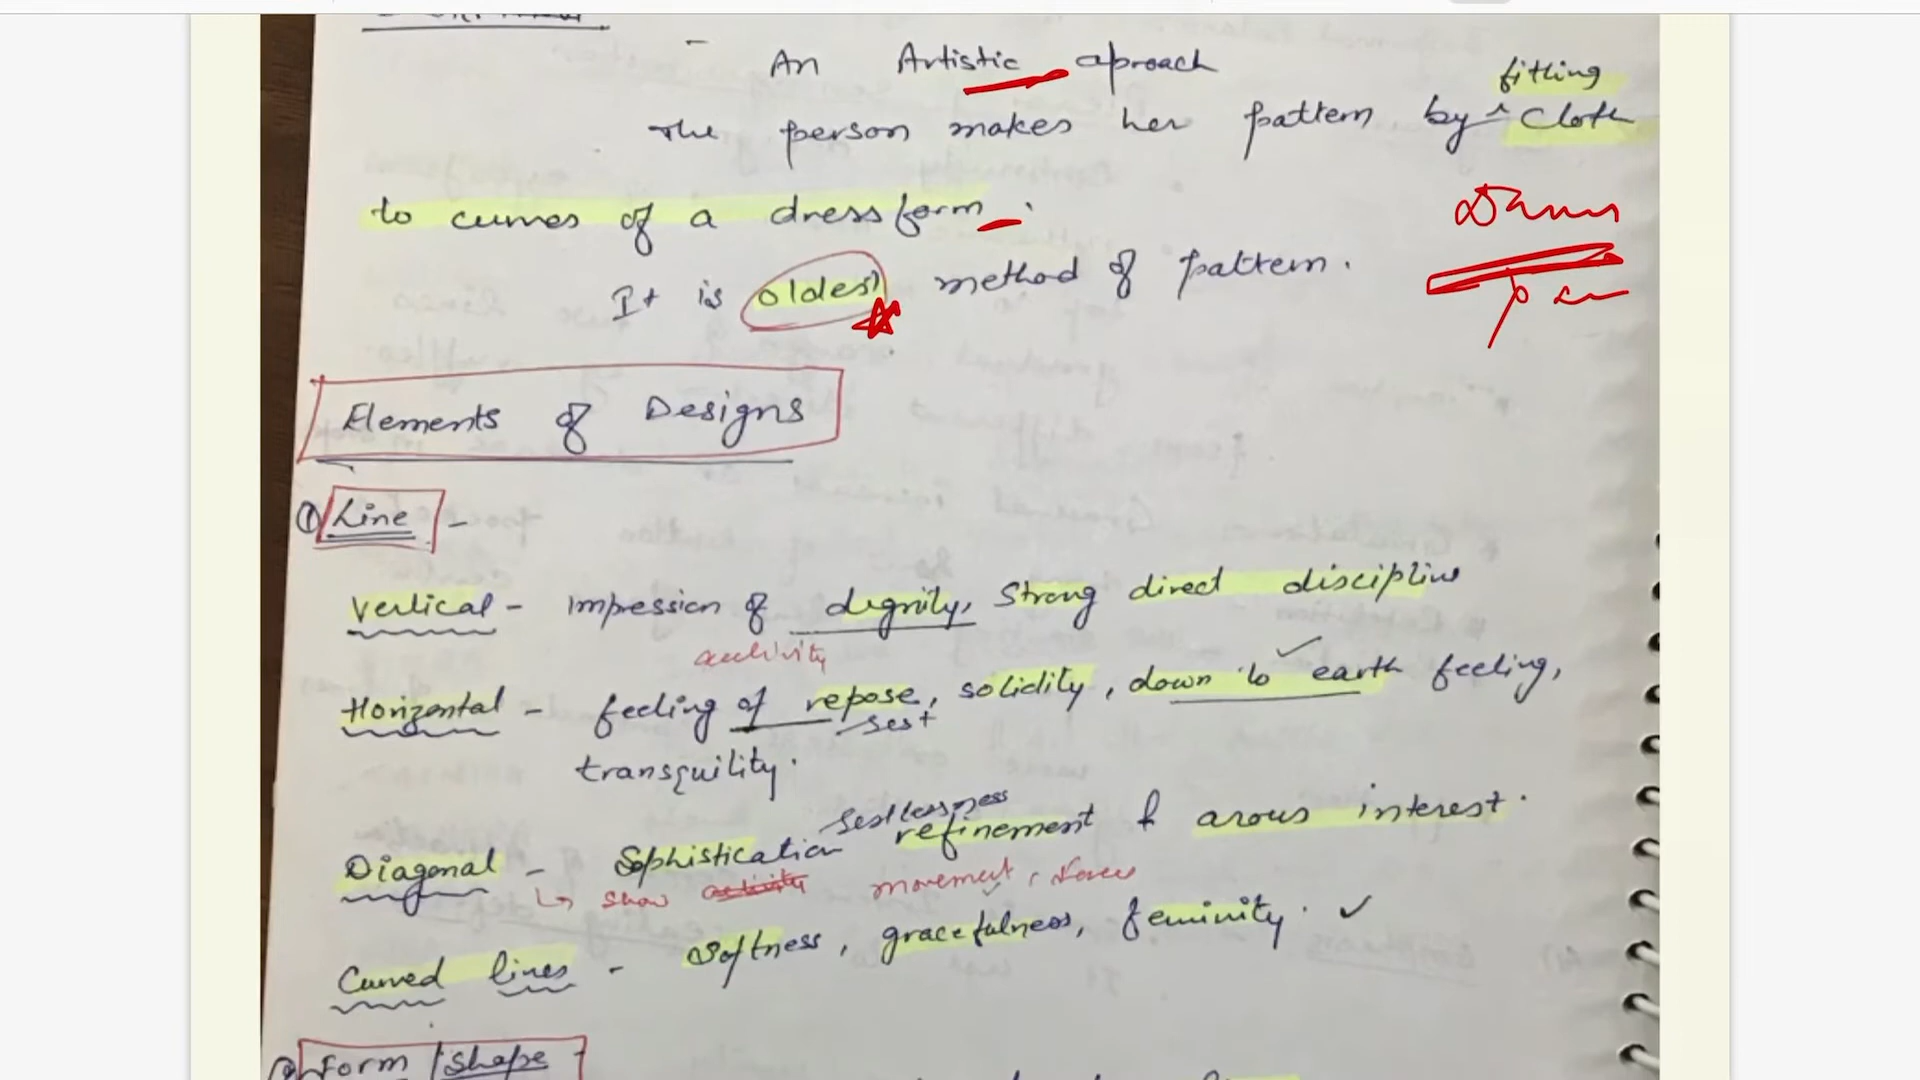 An Artistic aproach
fitting
The person makes her pattern by ^ cloth
to curves of a dress form.
It is oldest method of pattern.
Elements of Designs
① Line -
Vertical - impression of dignity, Strong direct discipline
activity
Horizontal - feeling of repose, solidity, down to earth feeling,
rest
transquility.
restlessness
Diagonal - Sophistication refinement & arous interest.
↳ show activity movement, force
Curved lines - Softness, gracefulness, feminity. ✓
② Form / Shape -